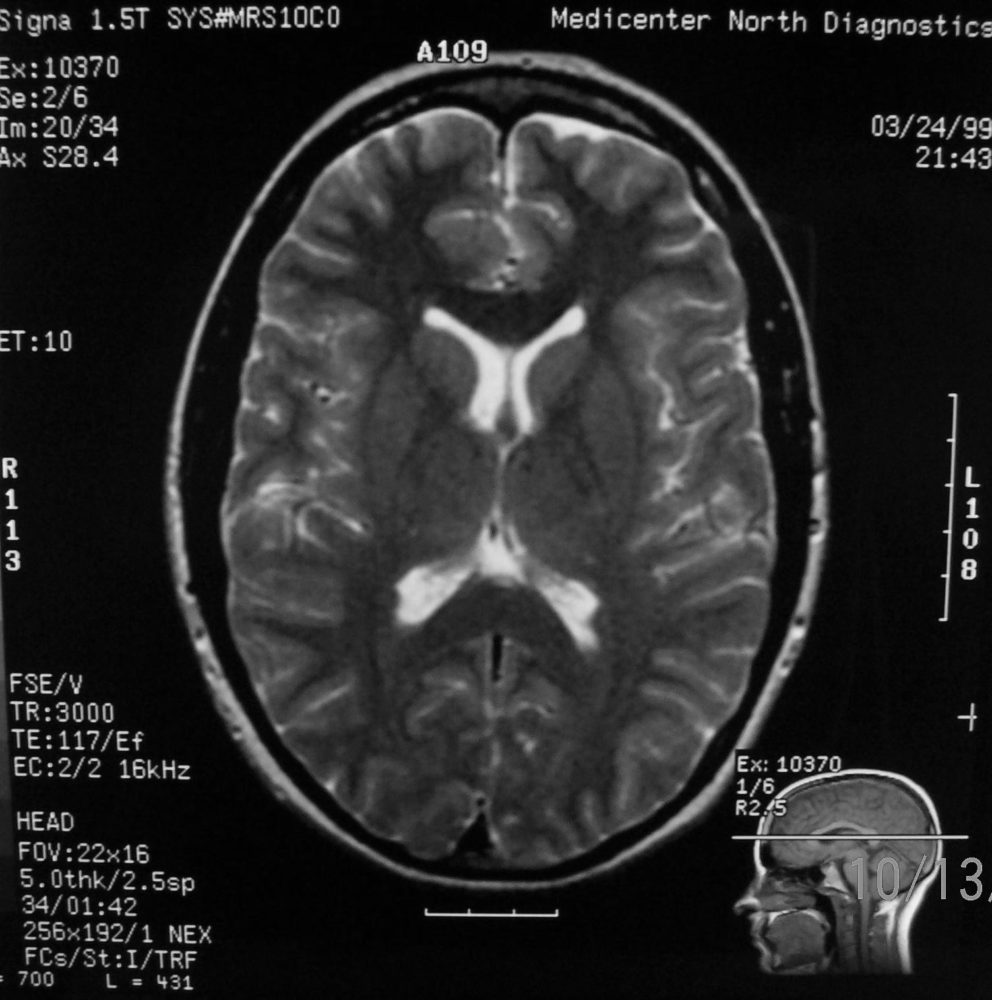 Signa 1.5T SYS#MRS10C0
Medicenter North Diagnostics
A109
Ex:10370
Se:2/6
Im:20/34
Ax S28.4
03/24/99
21:43
ET:10
R
1
1
3
L
1
0
8
FSE/V
TR:3000
TE:117/Ef
EC:2/2 16kHz
HEAD
FOV:22x16
5.0thk/2.5sp
34/01:42
256x192/1 NEX
FCs/St:I/TRF
= 700 L = 431
Ex: 10370
1/6
R2.5
10/13/